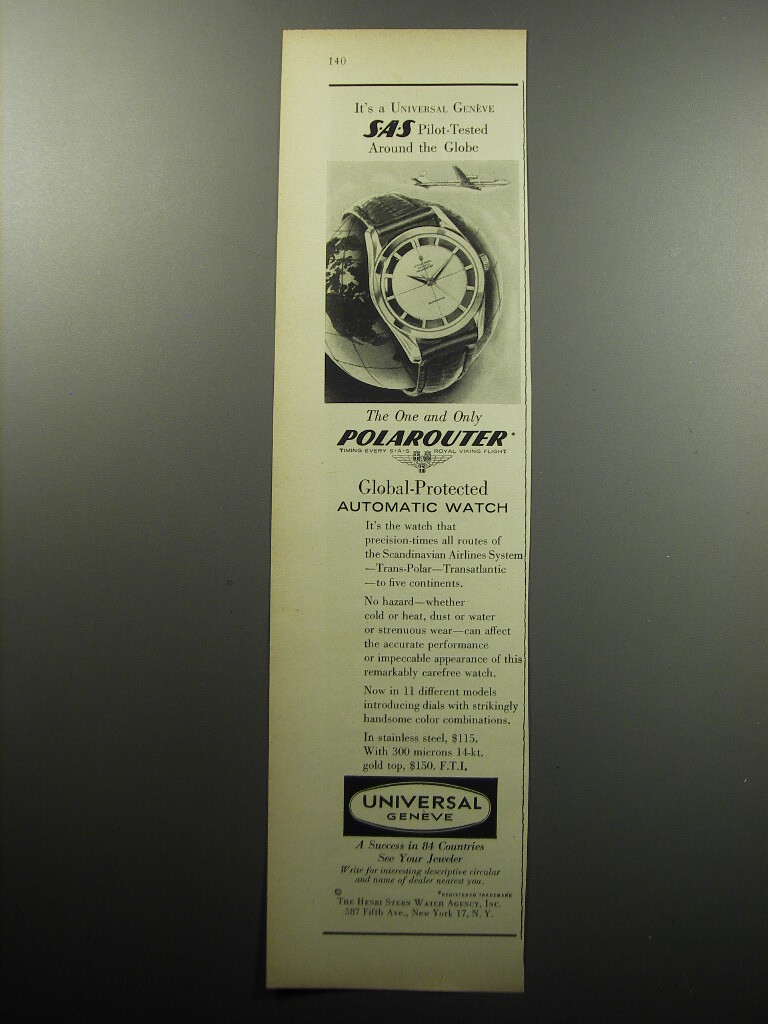 140
It's a UNIVERSAL GENÈVE
S·A·S Pilot-Tested
Around the Globe
The One and Only
POLAROUTER*
TIMING EVERY S·A·S ROYAL VIKING FLIGHT
Global-Protected
AUTOMATIC WATCH
It's the watch that
precision-times all routes of
the Scandinavian Airlines System
—Trans-Polar—Transatlantic
—to five continents.
No hazard—whether
cold or heat, dust or water
or strenuous wear—can affect
the accurate performance
or impeccable appearance of this
remarkably carefree watch.
Now in 11 different models
introducing dials with strikingly
handsome color combinations.
In stainless steel, $115.
With 300 microns 14-kt.
gold top, $150. F.T.I.
UNIVERSAL
GENÈVE
A Success in 84 Countries
See Your Jeweler
Write for interesting descriptive circular
and name of dealer nearest you.
© *REGISTERED TRADEMARK
THE HENRI STERN WATCH AGENCY, INC.
587 Fifth Ave., New York 17, N. Y.